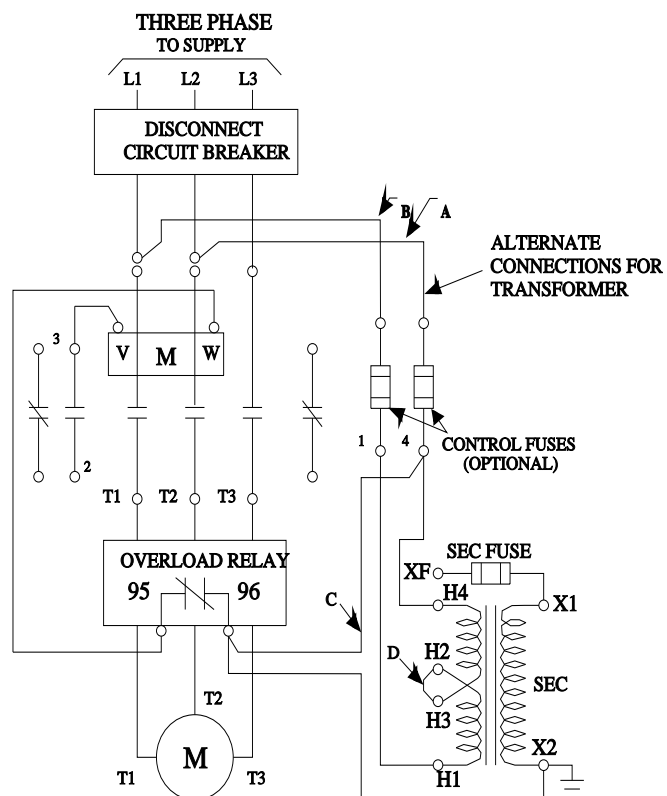 THREE PHASE
TO SUPPLY
L1 L2 L3
DISCONNECT
CIRCUIT BREAKER
B A
ALTERNATE
CONNECTIONS FOR
TRANSFORMER
3
V M W
1 4
CONTROL FUSES
(OPTIONAL)
2
T1 T2 T3
OVERLOAD RELAY
95 96
SEC FUSE
XF
H4 X1
C
D
H2
SEC
H3
T2
M
T1 T3
H1
X2